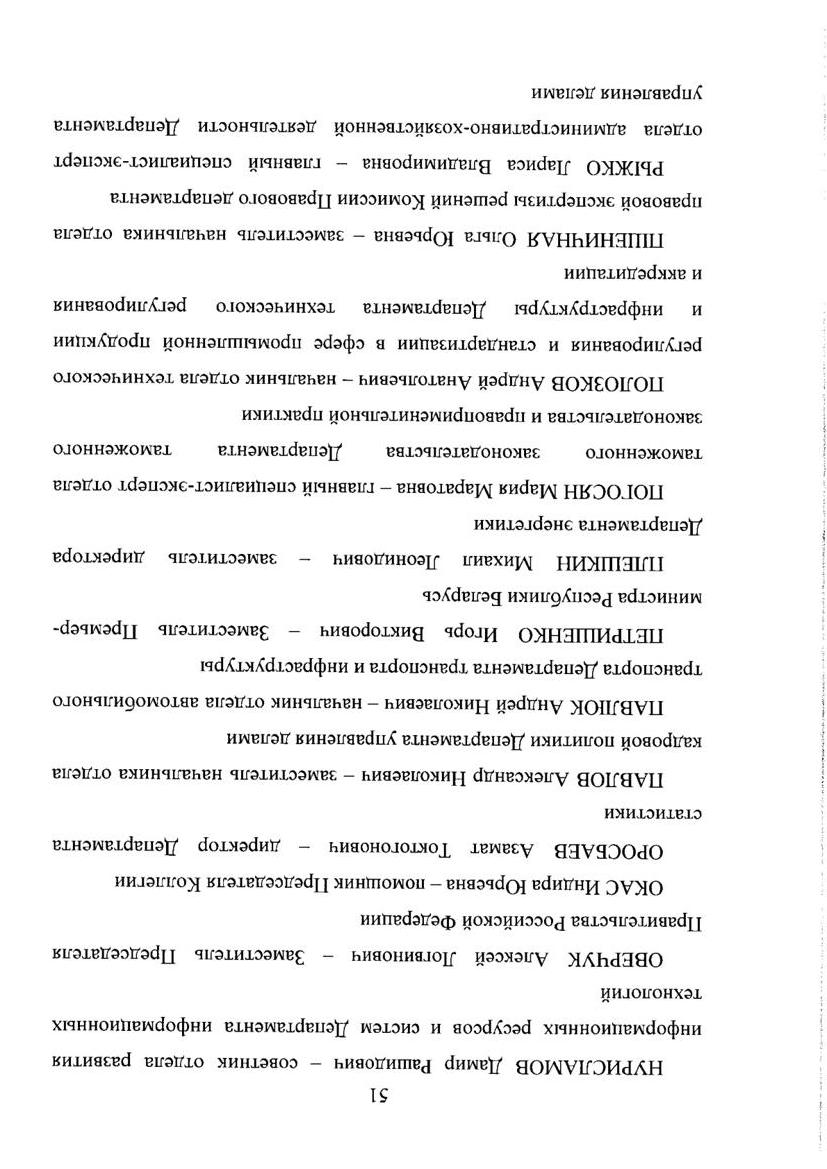 51
НУРИСЛАМОВ Дамир Рашидович – советник отдела развития
информационных ресурсов и систем Департамента информационных
технологий
ОВЕРЧУК Алексей Логвинович – Заместитель Председателя
Правительства Российской Федерации
ОКАС Индира Юрьевна – помощник Председателя Коллегии
ОРОСБАЕВ Азамат Токтогонович – директор Департамента
статистики
ПАВЛОВ Александр Николаевич – заместитель начальника отдела
кадровой политики Департамента управления делами
ПАВЛЮК Андрей Николаевич – начальник отдела автомобильного
транспорта Департамента транспорта и инфраструктуры
ПЕТРИШЕНКО Игорь Викторович – Заместитель Премьер-
министра Республики Беларусь
ПЛЕШКИН Михаил Леонидович – заместитель директора
Департамента энергетики
ПОГОСЯН Мария Маратовна – главный специалист-эксперт отдела
таможенного законодательства Департамента таможенного
законодательства и правоприменительной практики
ПОЛОЗКОВ Андрей Анатольевич – начальник отдела технического
регулирования и стандартизации в сфере промышленной продукции
и инфраструктуры Департамента технического регулирования
и аккредитации
ПШЕНИЧНАЯ Ольга Юрьевна – заместитель начальника отдела
правовой экспертизы решений Комиссии Правового департамента
РЫЖКО Лариса Владимировна – главный специалист-эксперт
отдела административно-хозяйственной деятельности Департамента
управления делами